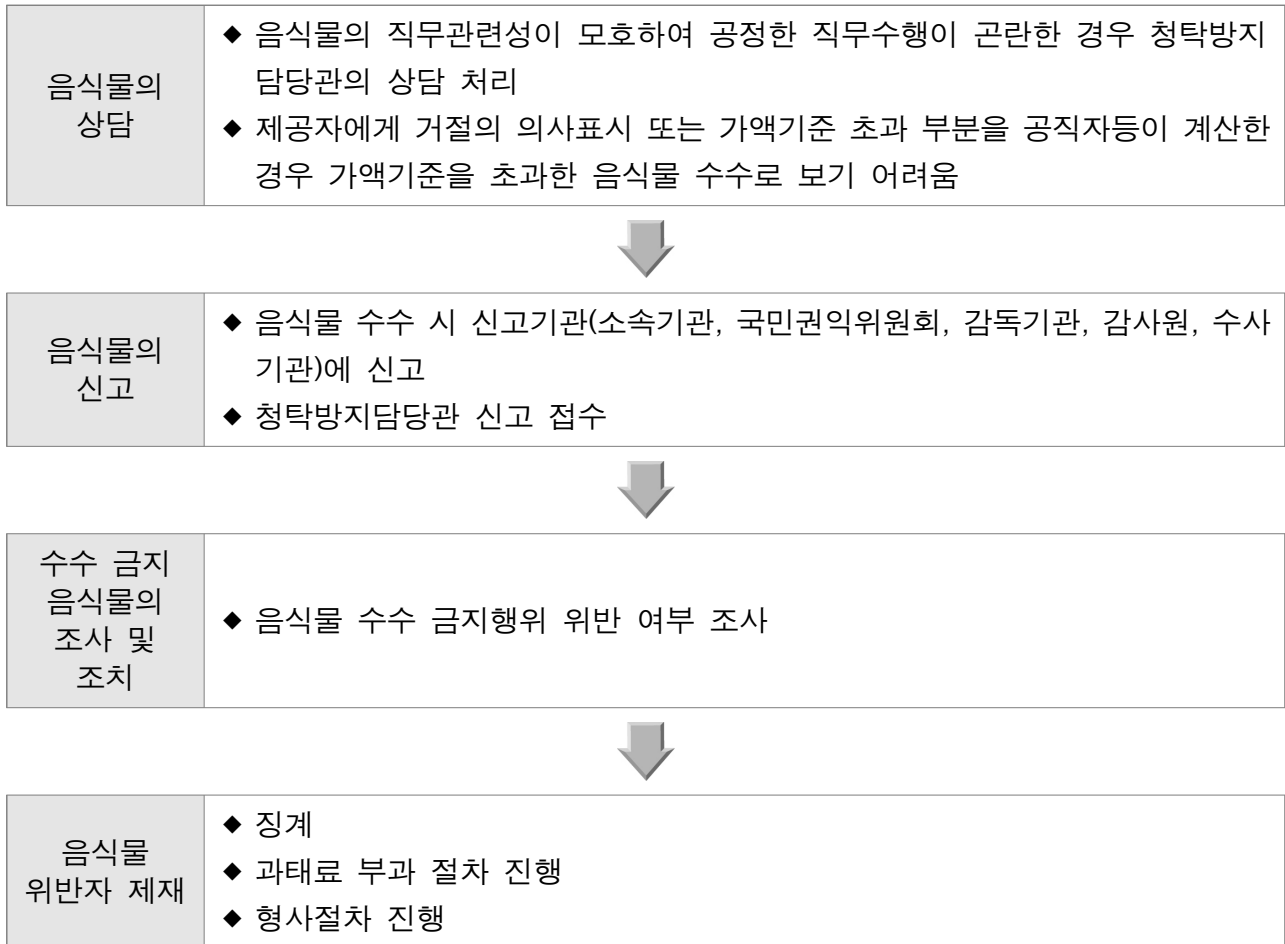 음식물의
상담
◆ 음식물의 직무관련성이 모호하여 공정한 직무수행이 곤란한 경우 청탁방지
담당관의 상담 처리
◆ 제공자에게 거절의 의사표시 또는 가액기준 초과 부분을 공직자등이 계산한
경우 가액기준을 초과한 음식물 수수로 보기 어려움
음식물의
신고
◆ 음식물 수수 시 신고기관(소속기관, 국민권익위원회, 감독기관, 감사원, 수사
기관)에 신고
◆ 청탁방지담당관 신고 접수
수수 금지
음식물의
조사 및
조치
◆ 음식물 수수 금지행위 위반 여부 조사
음식물
위반자 제재
◆ 징계
◆ 과태료 부과 절차 진행
◆ 형사절차 진행